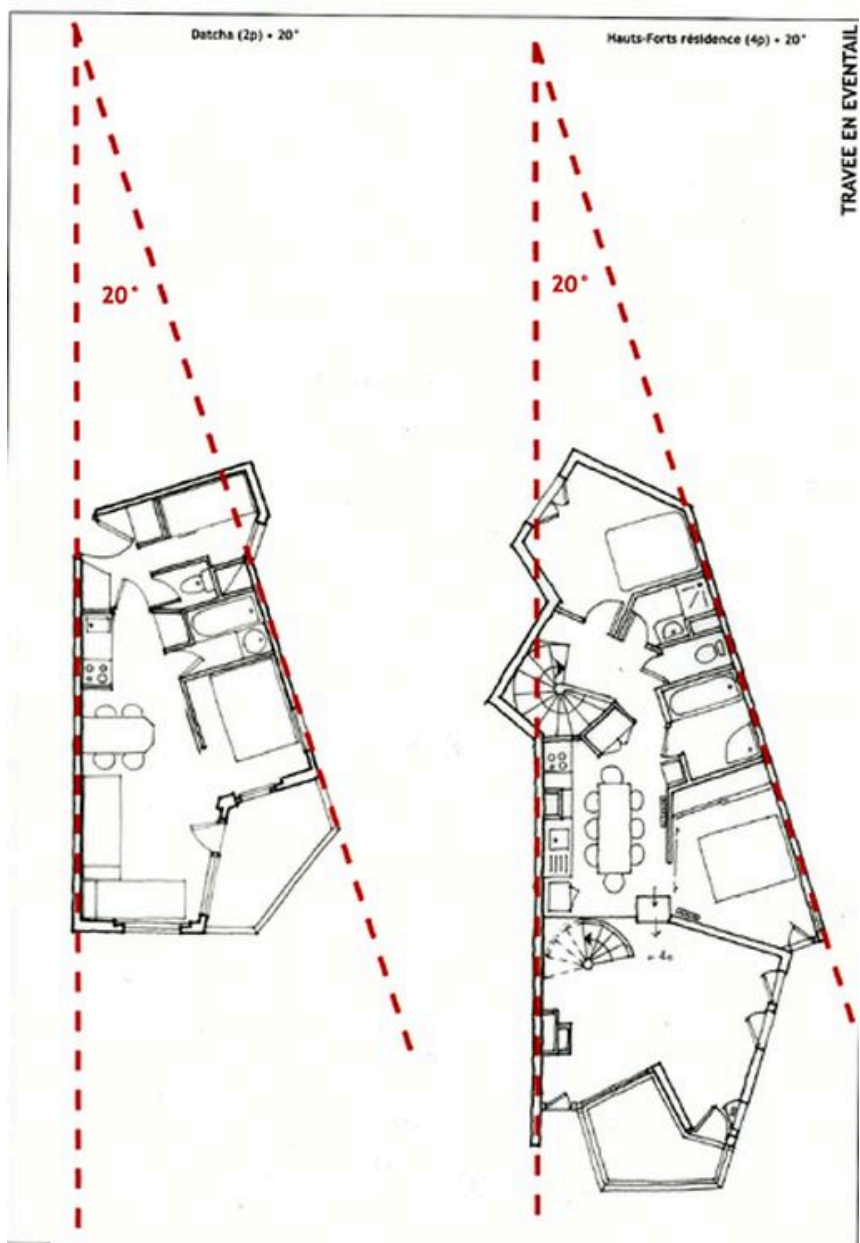 Datcha (2p) - 20°
Hauts-Forts résidence (4p) - 20°
TRAVEE EN EVENTAIL
20°
20°